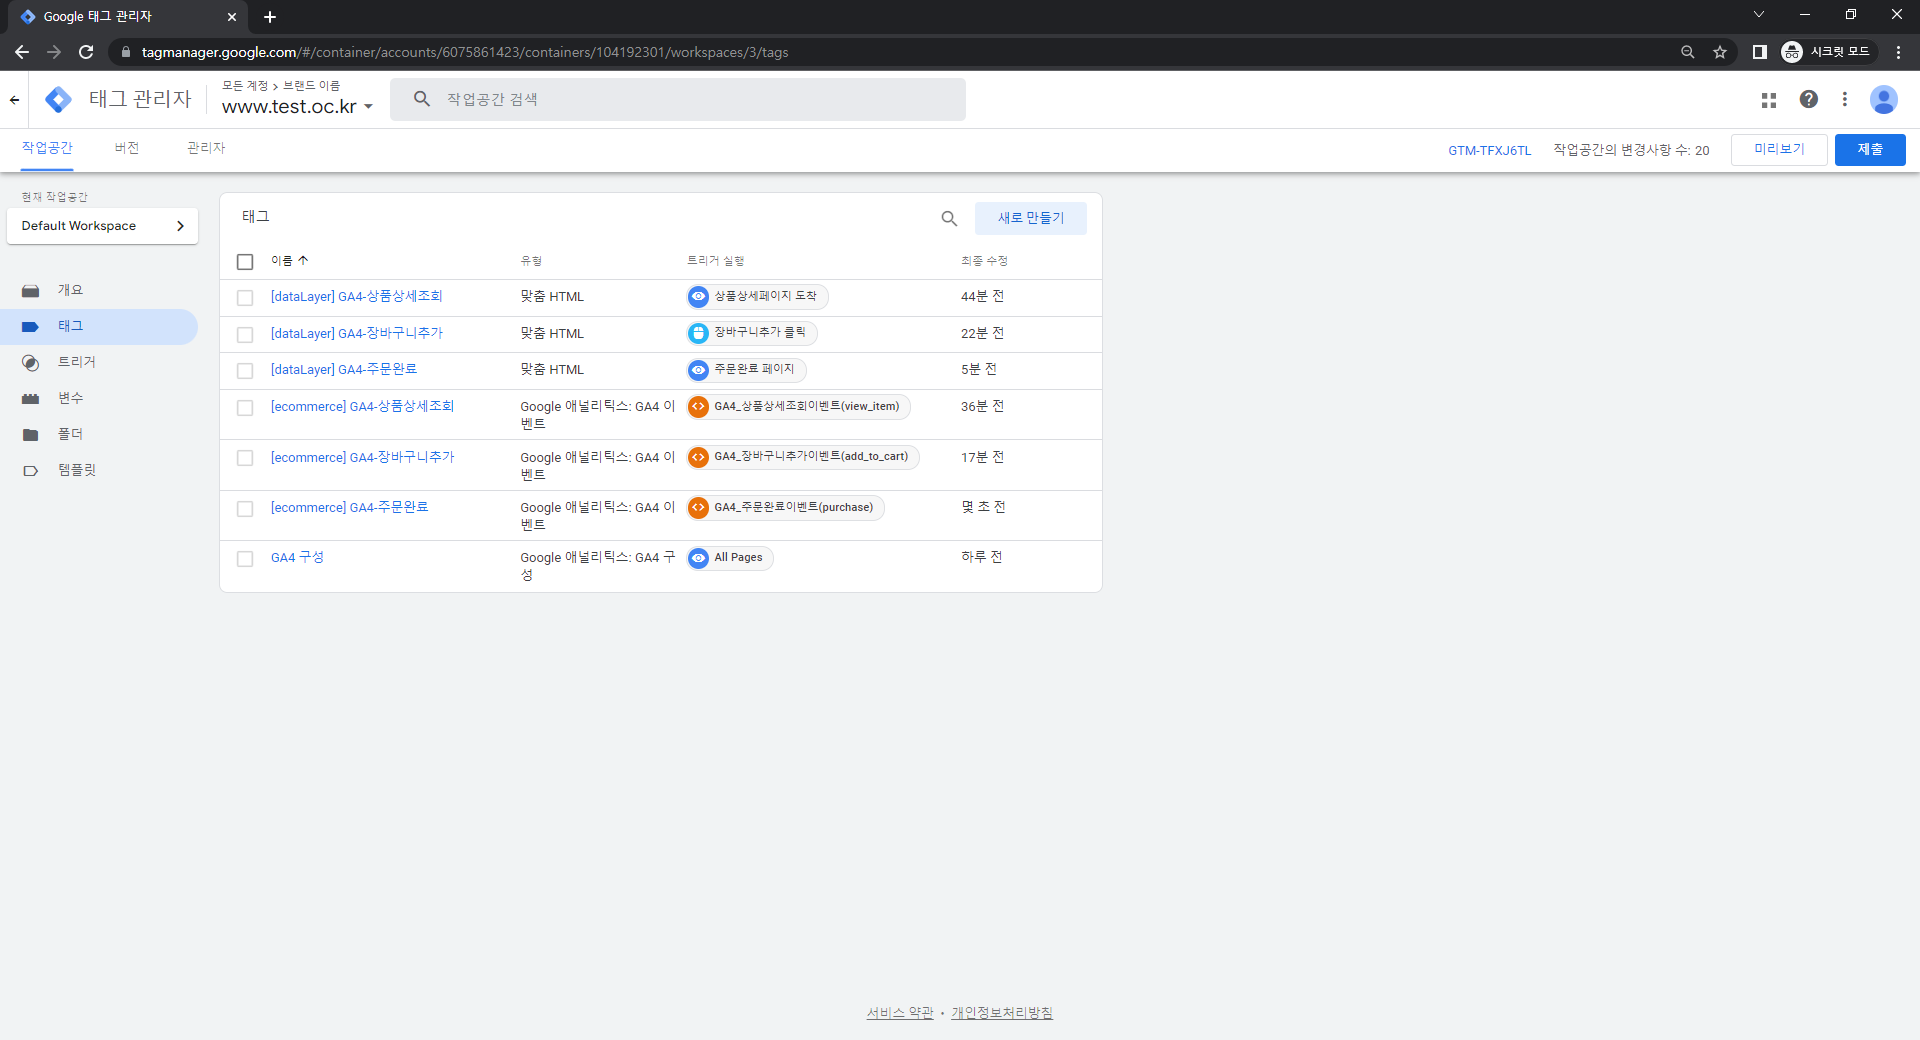 Google 태그 관리자
tagmanager.google.com/#/container/accounts/6075861423/containers/104192301/workspaces/3/tags
시크릿 모드
태그 관리자
모든 계정 > 브랜드 이름
www.test.oc.kr
작업공간 검색
작업공간
버전
관리자
GTM-TFXJ6TL
작업공간의 변경사항 수: 20
미리보기
제출
현재 작업공간
Default Workspace
개요
태그
트리거
변수
폴더
템플릿
태그
새로 만들기
이름 유형 트리거 실행 최종 수정
[dataLayer] GA4-상품상세조회 맞춤 HTML 상품상세페이지 도착 44분 전
[dataLayer] GA4-장바구니추가 맞춤 HTML 장바구니추가 클릭 22분 전
[dataLayer] GA4-주문완료 맞춤 HTML 주문완료 페이지 5분 전
[ecommerce] GA4-상품상세조회 Google 애널리틱스: GA4 이 GA4_상품상세조회이벤트(view_item) 36분 전
벤트
[ecommerce] GA4-장바구니추가 Google 애널리틱스: GA4 이 GA4_장바구니추가이벤트(add_to_cart) 17분 전
벤트
[ecommerce] GA4-주문완료 Google 애널리틱스: GA4 이 GA4_주문완료이벤트(purchase) 몇 초 전
벤트
GA4 구성 Google 애널리틱스: GA4 구 All Pages 하루 전
성
서비스 약관 · 개인정보처리방침